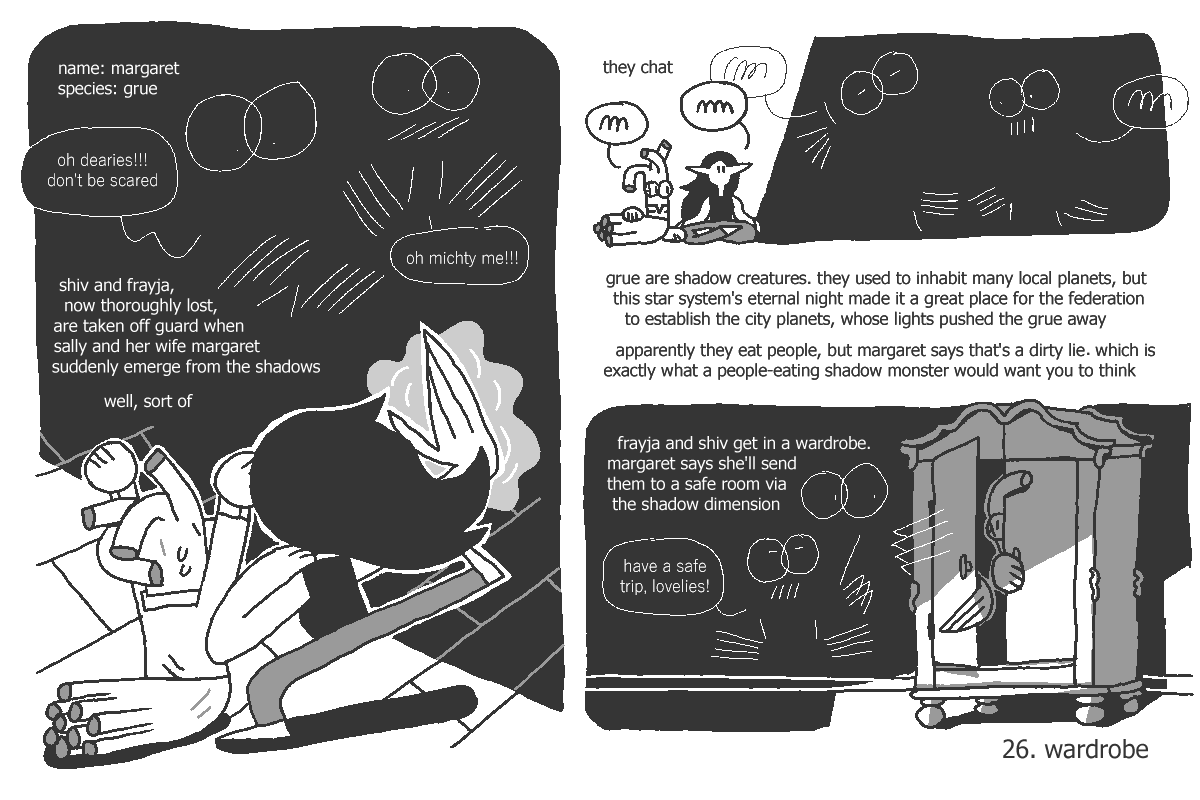 name: margaret
species: grue
oh dearies!!!
don't be scared
oh michty me!!!
shiv and frayja,
now thoroughly lost,
are taken off guard when
sally and her wife margaret
suddenly emerge from the shadows
well, sort of
they chat
grue are shadow creatures. they used to inhabit many local planets, but
this star system's eternal night made it a great place for the federation
to establish the city planets, whose lights pushed the grue away
apparently they eat people, but margaret says that's a dirty lie. which is
exactly what a people-eating shadow monster would want you to think
frayja and shiv get in a wardrobe.
margaret says she'll send
them to a safe room via
the shadow dimension
have a safe
trip, lovelies!
26. wardrobe